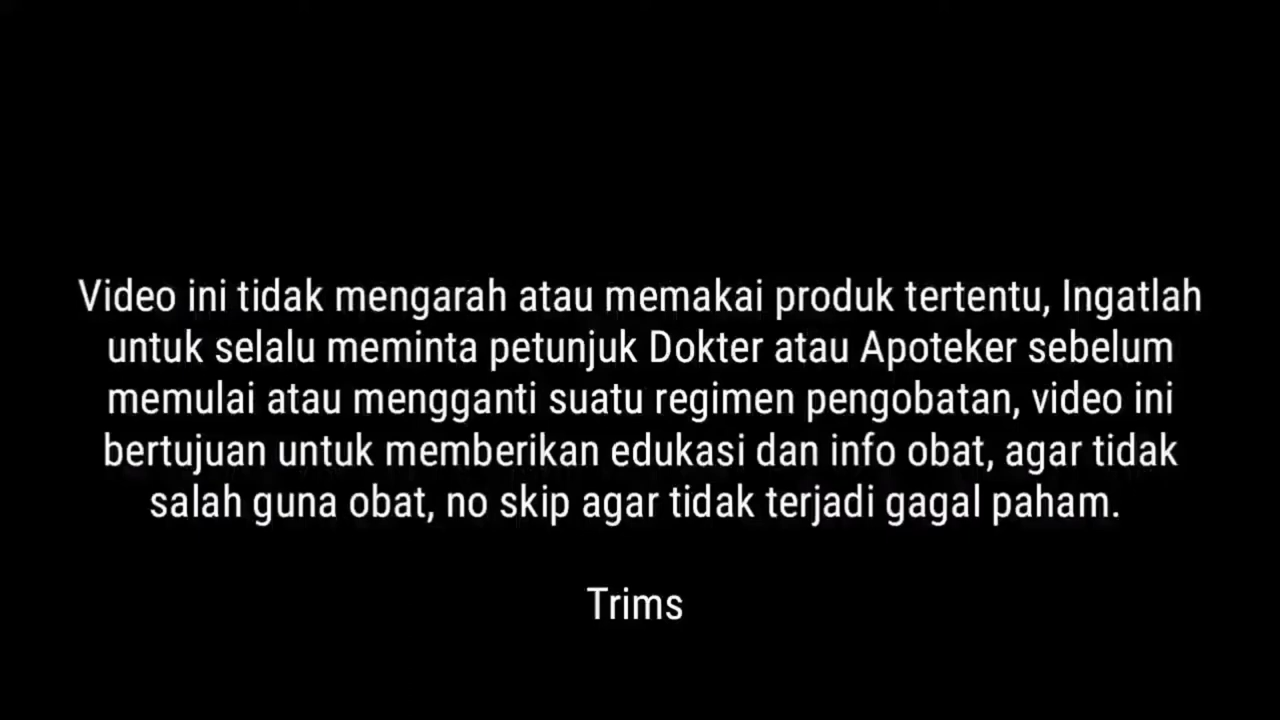 Video ini tidak mengarah atau memakai produk tertentu, Ingatlah
untuk selalu meminta petunjuk Dokter atau Apoteker sebelum
memulai atau mengganti suatu regimen pengobatan, video ini
bertujuan untuk memberikan edukasi dan info obat, agar tidak
salah guna obat, no skip agar tidak terjadi gagal paham.
Trims